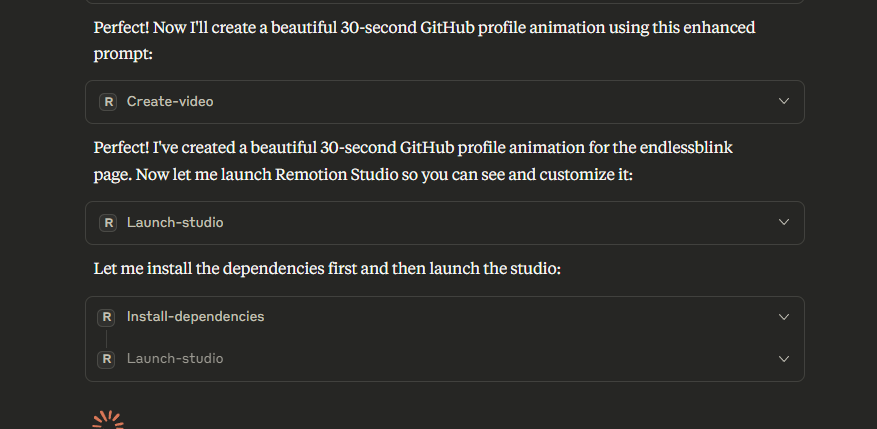 Perfect! Now I'll create a beautiful 30-second GitHub profile animation using this enhanced
prompt:
R Create-video
Perfect! I've created a beautiful 30-second GitHub profile animation for the endlessblink
page. Now let me launch Remotion Studio so you can see and customize it:
R Launch-studio
Let me install the dependencies first and then launch the studio:
R Install-dependencies
R Launch-studio